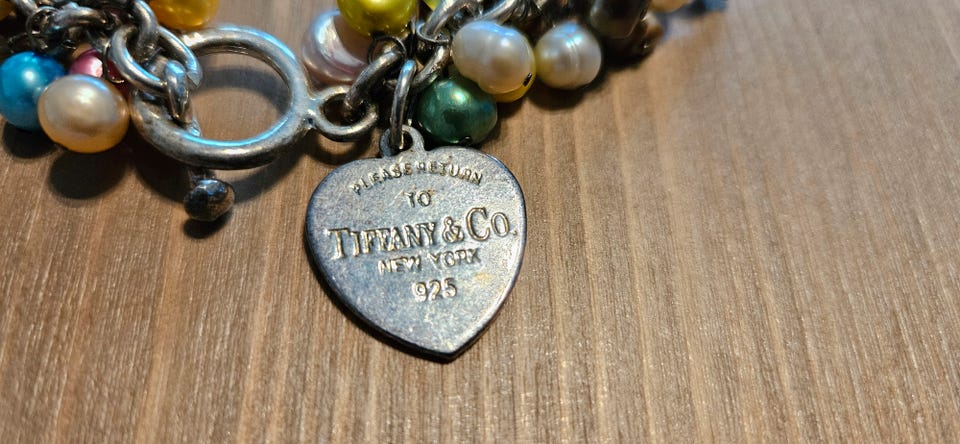 PLEASE RETURN
TO
TIFFANY & CO.
NEW YORK
925